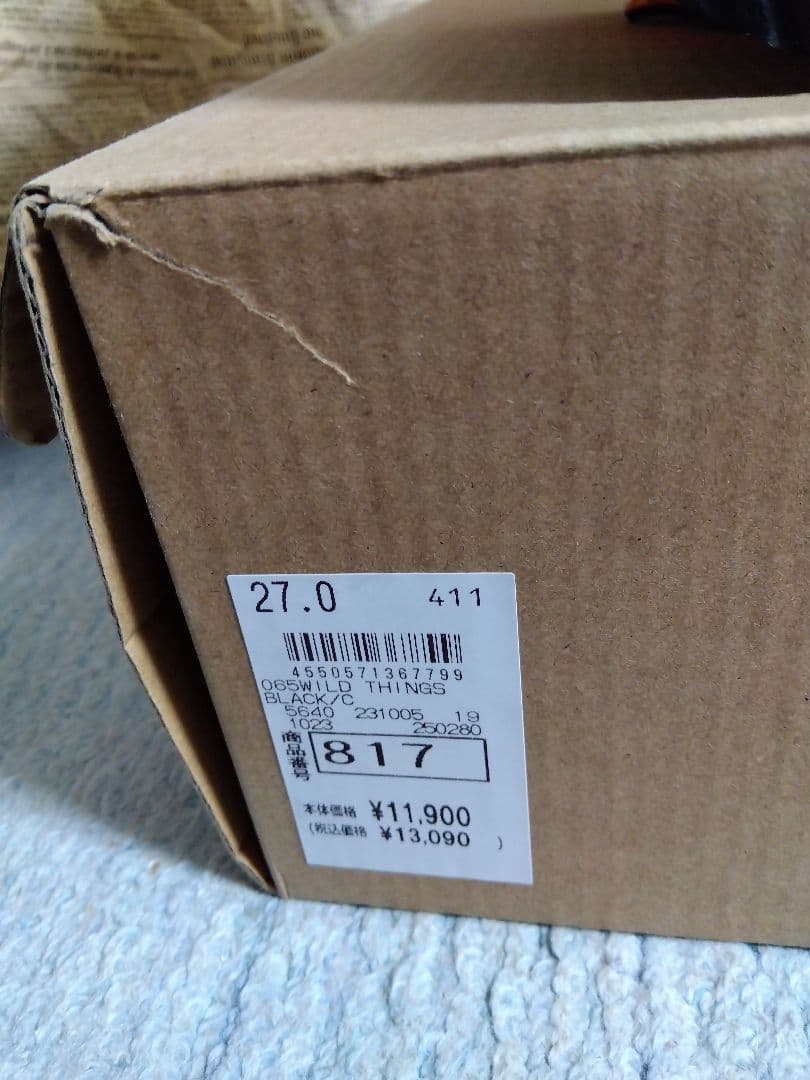 27.0 411
4550571367799
065WILD THINGS
BLACK/C
5640 231005 19
1023 250280
商品番号 817
本体価格 ¥11,900
(税込価格 ¥13,090 )